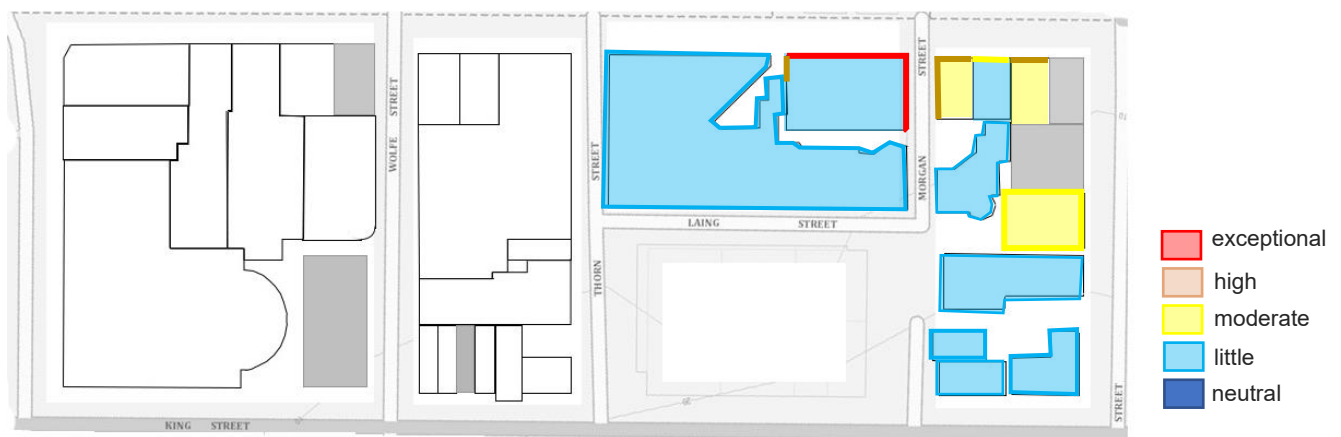 WOLFE STREET
THORN STREET
MORGAN STREET
LAING STREET
KING STREET
STREET
exceptional
high
moderate
little
neutral